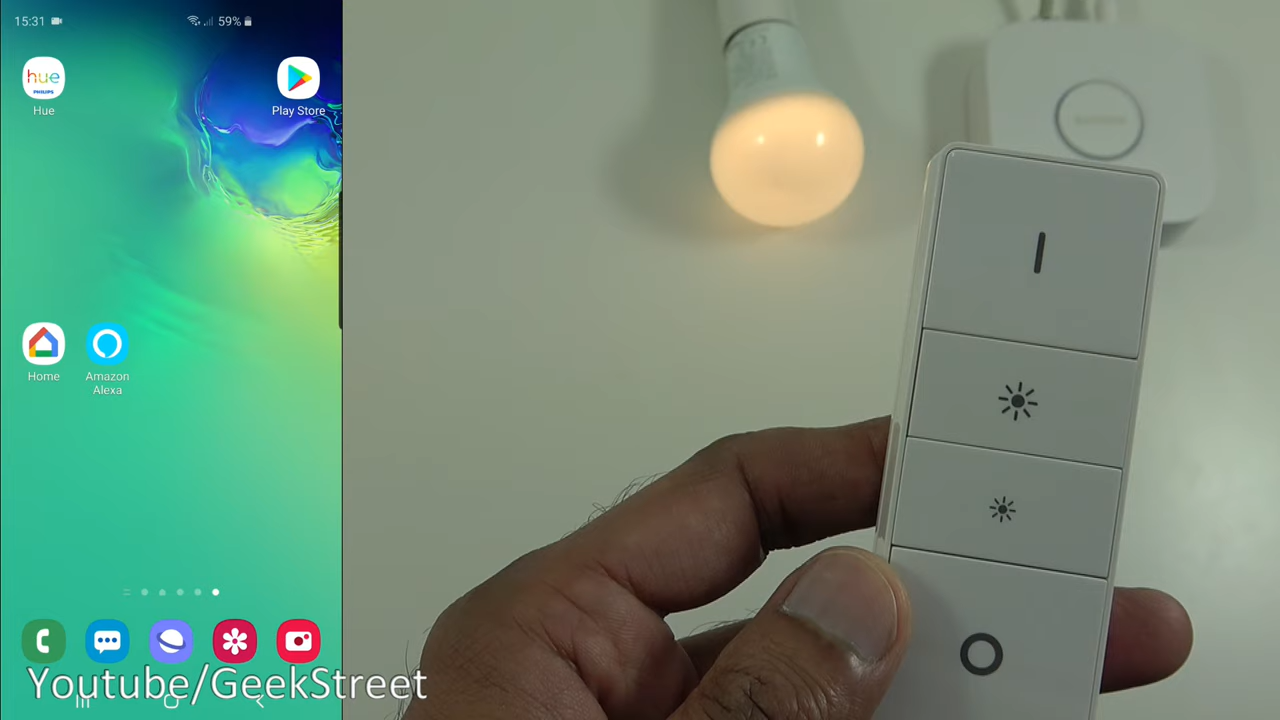 15:31
59%
hue
PHILIPS
Hue
Play Store
Home
Amazon
Alexa
Youtube/GeekStreet